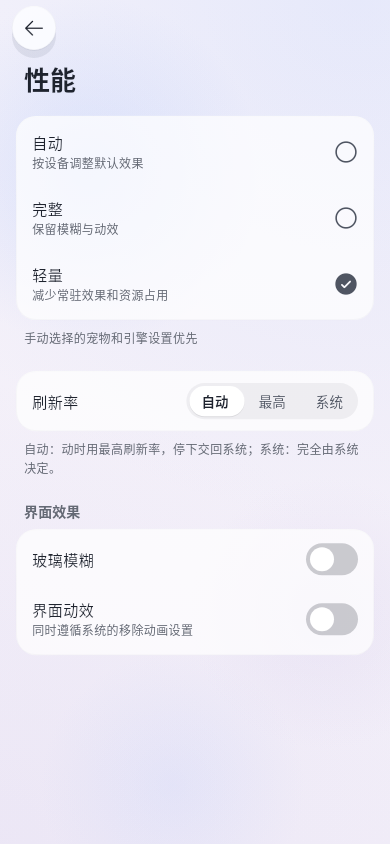 性能
自动
按设备调整默认效果
完整
保留模糊与动效
轻量
减少常驻效果和资源占用
手动选择的宠物和引擎设置优先
刷新率
自动
最高
系统
自动：动时用最高刷新率，停下交回系统；系统：完全由系统
决定。
界面效果
玻璃模糊
界面动效
同时遵循系统的移除动画设置